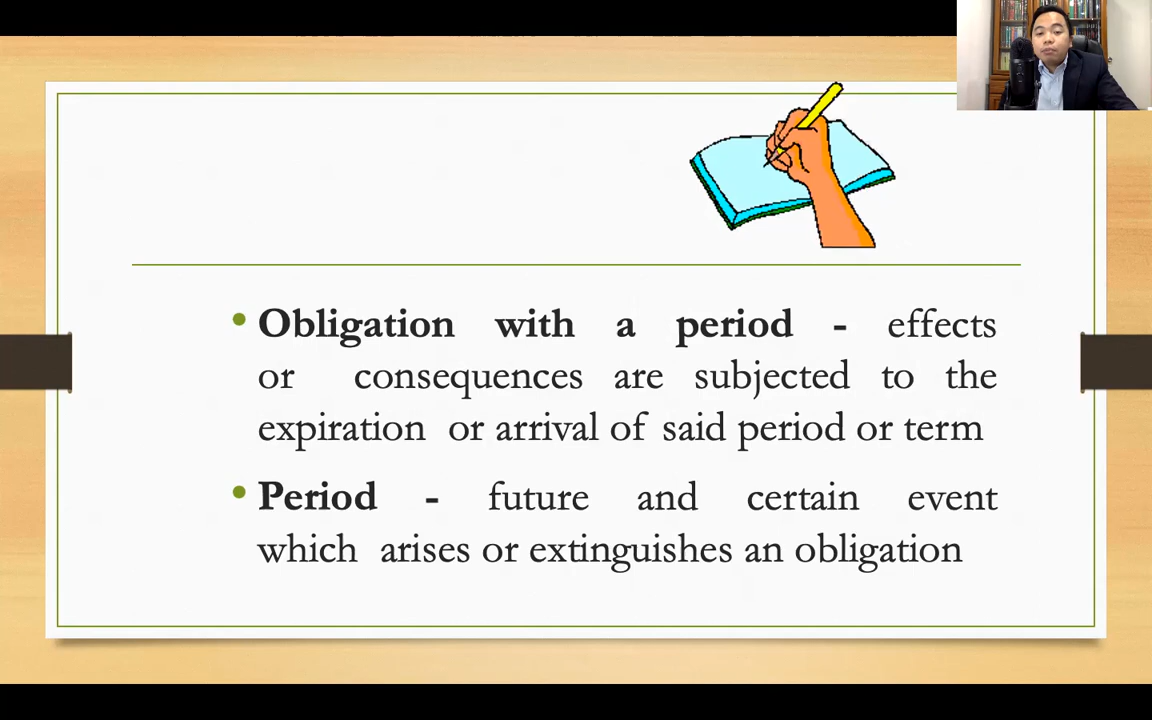 • Obligation with a period - effects
or consequences are subjected to the
expiration or arrival of said period or term
• Period - future and certain event
which arises or extinguishes an obligation